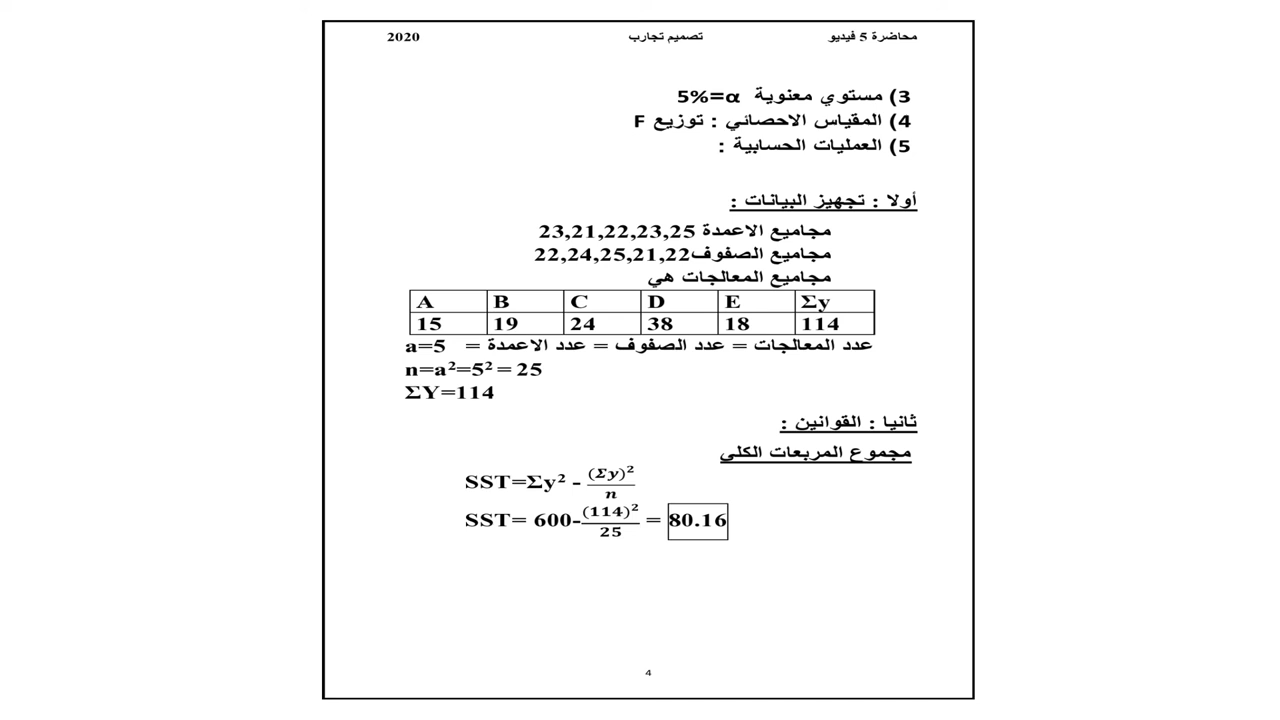 محاضرة 5 فيديو تصميم تجارب 2020
3) مستوي معنوية α=5%
4) المقياس الاحصائي : توزيع F
5) العمليات الحسابية :
أولا : تجهيز البيانات :
مجاميع الاعمدة 23,21,22,23,25
مجاميع الصفوف22,24,25,21,22
مجاميع المعالجات هي
A B C D E Σy
15 19 24 38 18 114
عدد المعالجات = عدد الصفوف = عدد الاعمدة = a=5
n=a²=5² = 25
ΣY=114
ثانيا : القوانين :
مجموع المربعات الكلي
SST=Σy² - (Σy)²/n
SST= 600-(114)²/25 = 80.16
4